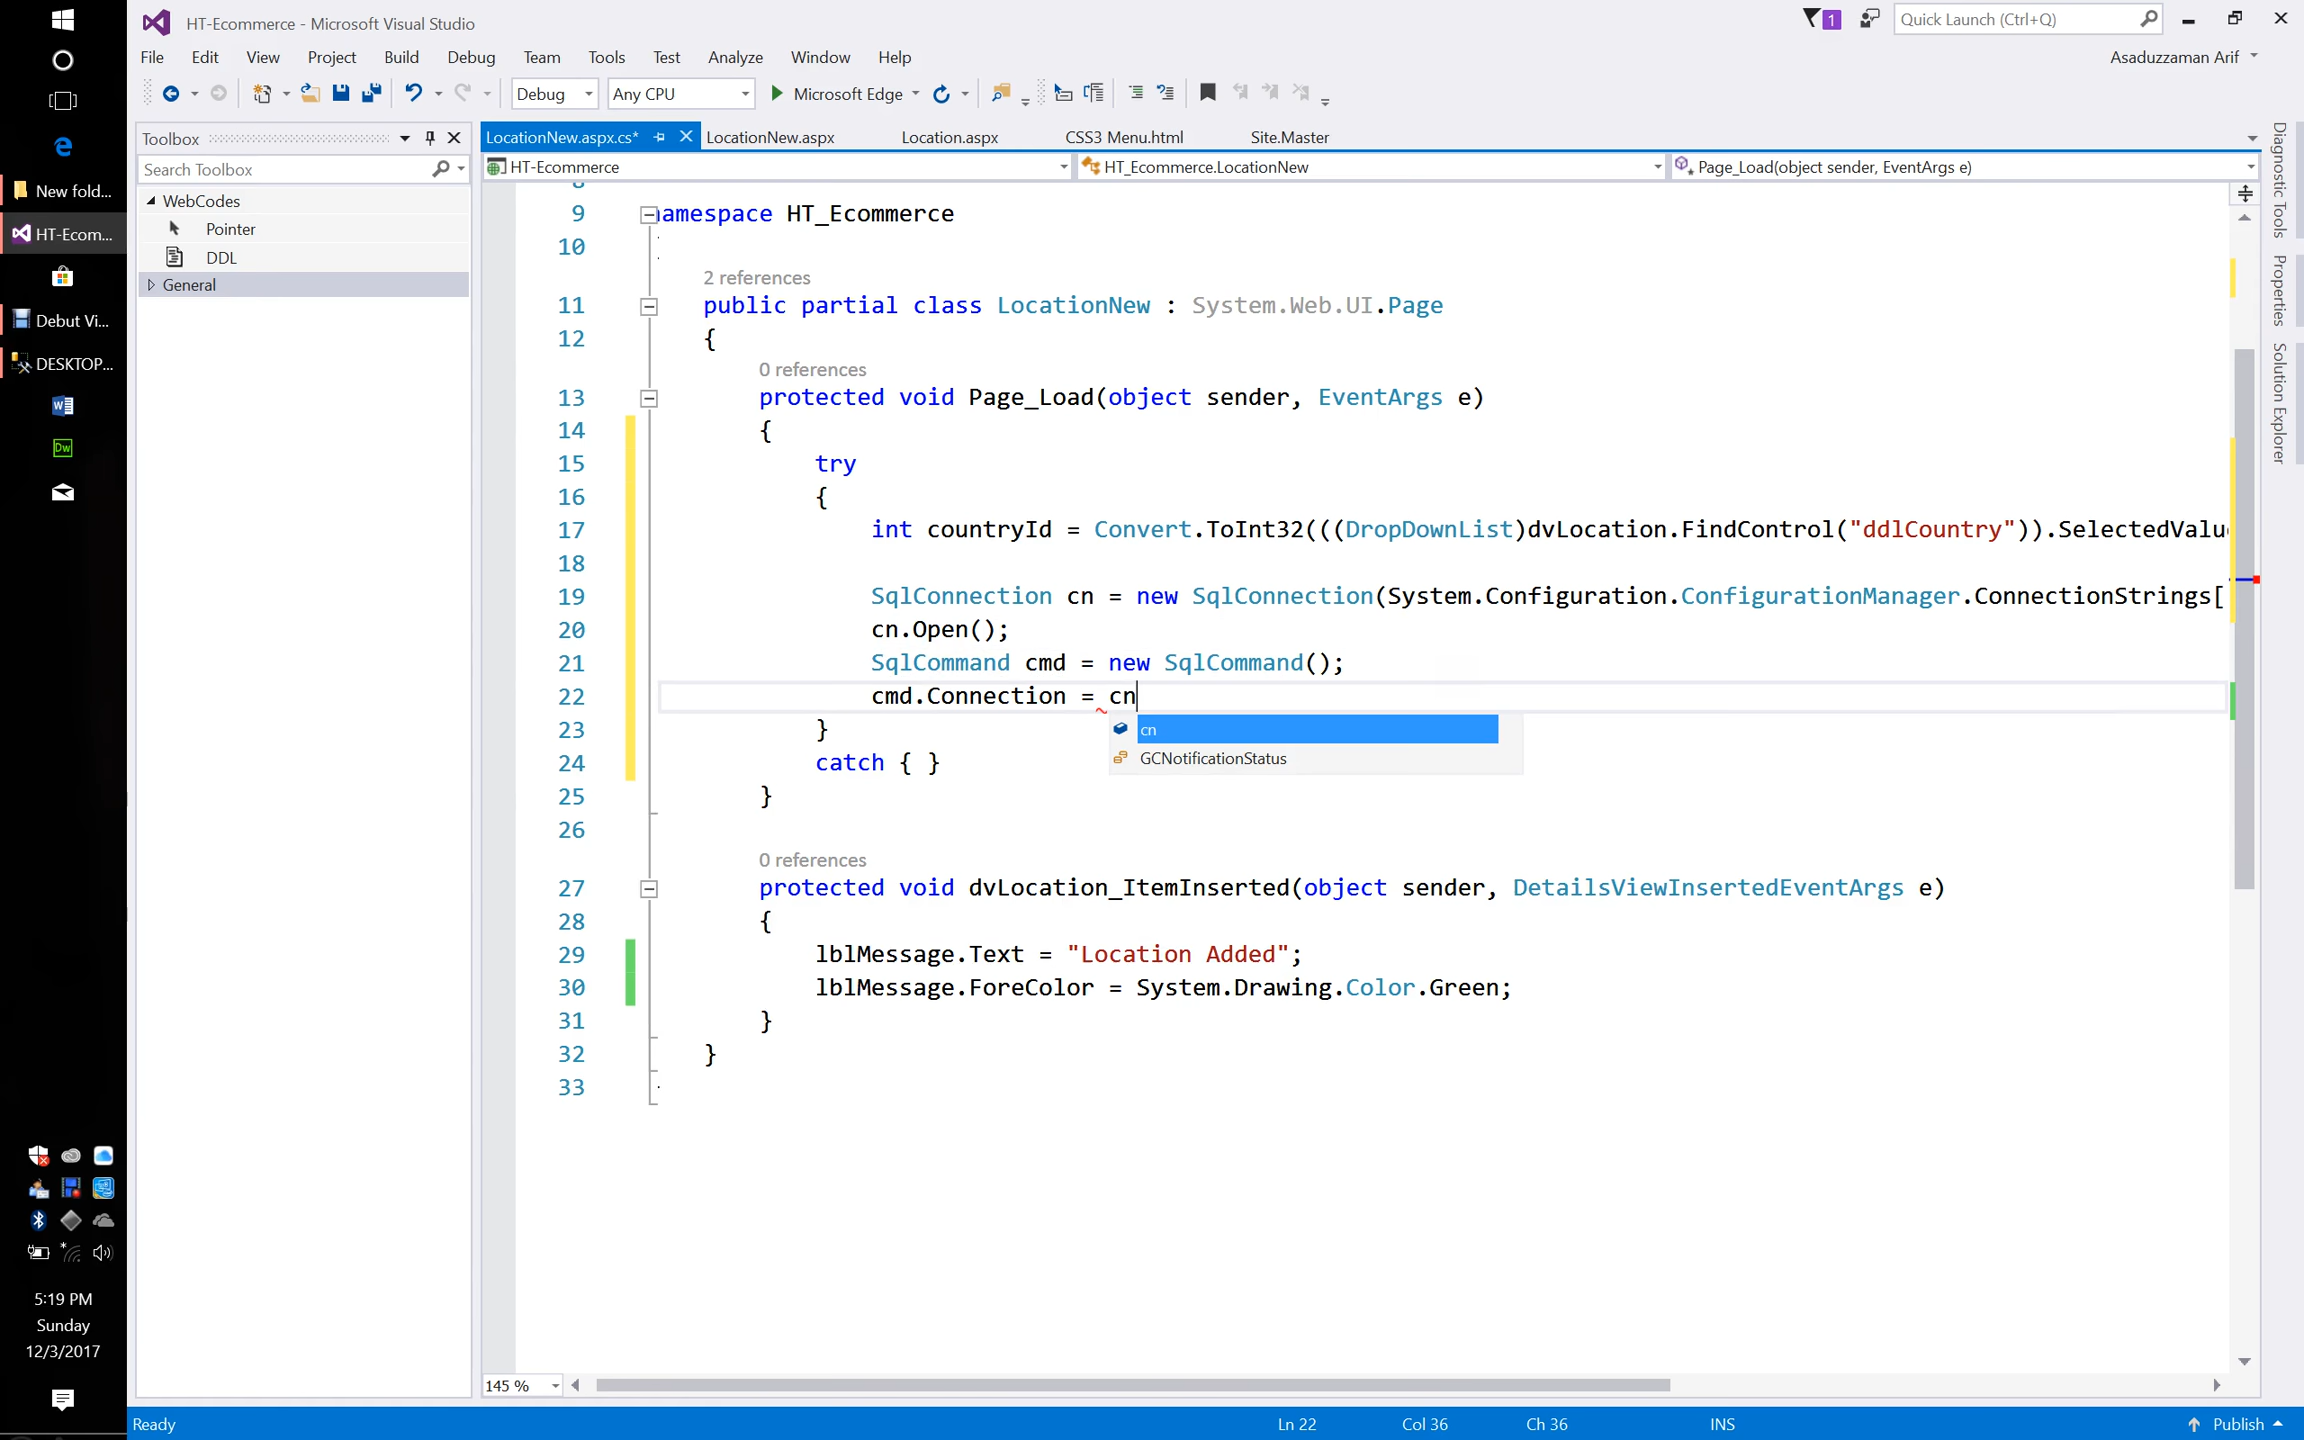 HT-Ecommerce - Microsoft Visual Studio
1
Quick Launch (Ctrl+Q)
File Edit View Project Build Debug Team Tools Test Analyze Window Help
Asaduzzaman Arif
Debug
Any CPU
Microsoft Edge
New fold...
HT-Ecom...
Debut Vi...
DESKTOP...
Dw
5:19 PM
Sunday
12/3/2017
Toolbox
Search Toolbox
WebCodes
Pointer
DDL
General
LocationNew.aspx.cs*
LocationNew.aspx
Location.aspx
CSS3 Menu.html
Site.Master
HT-Ecommerce
HT_Ecommerce.LocationNew
Page_Load(object sender, EventArgs e)
8
9 namespace HT_Ecommerce
10
2 references
11 public partial class LocationNew : System.Web.UI.Page
12 {
0 references
13 protected void Page_Load(object sender, EventArgs e)
14 {
15 try
16 {
17 int countryId = Convert.ToInt32(((DropDownList)dvLocation.FindControl("ddlCountry")).SelectedValu
18
19 SqlConnection cn = new SqlConnection(System.Configuration.ConfigurationManager.ConnectionStrings[
20 cn.Open();
21 SqlCommand cmd = new SqlCommand();
22 cmd.Connection = cn
cn
GCNotificationStatus
23 }
24 catch { }
25 }
26
0 references
27 protected void dvLocation_ItemInserted(object sender, DetailsViewInsertedEventArgs e)
28 {
29 lblMessage.Text = "Location Added";
30 lblMessage.ForeColor = System.Drawing.Color.Green;
31 }
32 }
33
145 %
Diagnostic Tools
Properties
Solution Explorer
Ready
Ln 22
Col 36
Ch 36
INS
Publish